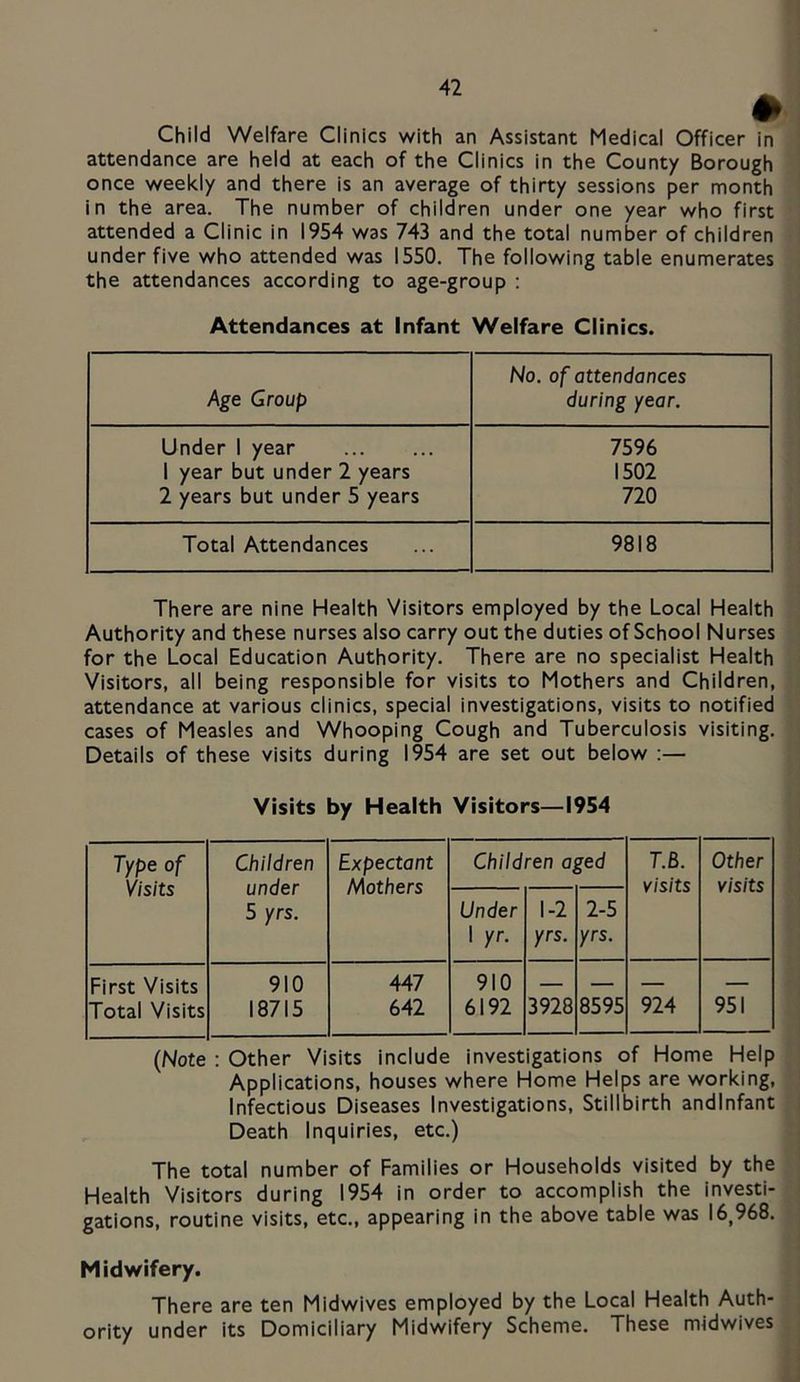 42
Child Welfare Clinics with an Assistant Medical Officer in
attendance are held at each of the Clinics in the County Borough
once weekly and there is an average of thirty sessions per month
in the area. The number of children under one year who first
attended a Clinic in 1954 was 743 and the total number of children
under five who attended was 1550. The following table enumerates
the attendances according to age-group :
Attendances at Infant Welfare Clinics.
Age Group | No. of attendances during year.
Under 1 year ... ... 7596
1 year but under 2 years 1502
2 years but under 5 years 720
Total Attendances ... 9818
There are nine Health Visitors employed by the Local Health
Authority and these nurses also carry out the duties of School Nurses
for the Local Education Authority. There are no specialist Health
Visitors, all being responsible for visits to Mothers and Children,
attendance at various clinics, special investigations, visits to notified
cases of Measles and Whooping Cough and Tuberculosis visiting.
Details of these visits during 1954 are set out below :—
Visits by Health Visitors—1954
Type of Visits | Children under 5 yrs. | Expectant Mothers | Children aged | T.B. visits | Other visits
Under 1 yr. | 1-2 yrs. | 2-5 yrs.
First Visits 910 447 910 — — — —
Total Visits 18715 642 6192 3928 8595 924 951
(Note : Other Visits include investigations of Home Help
Applications, houses where Home Helps are working,
Infectious Diseases Investigations, Stillbirth andInfant
Death Inquiries, etc.)
The total number of Families or Households visited by the
Health Visitors during 1954 in order to accomplish the investi-
gations, routine visits, etc., appearing in the above table was 16,968.
Midwifery.
There are ten Midwives employed by the Local Health Auth-
ority under its Domiciliary Midwifery Scheme. These midwives